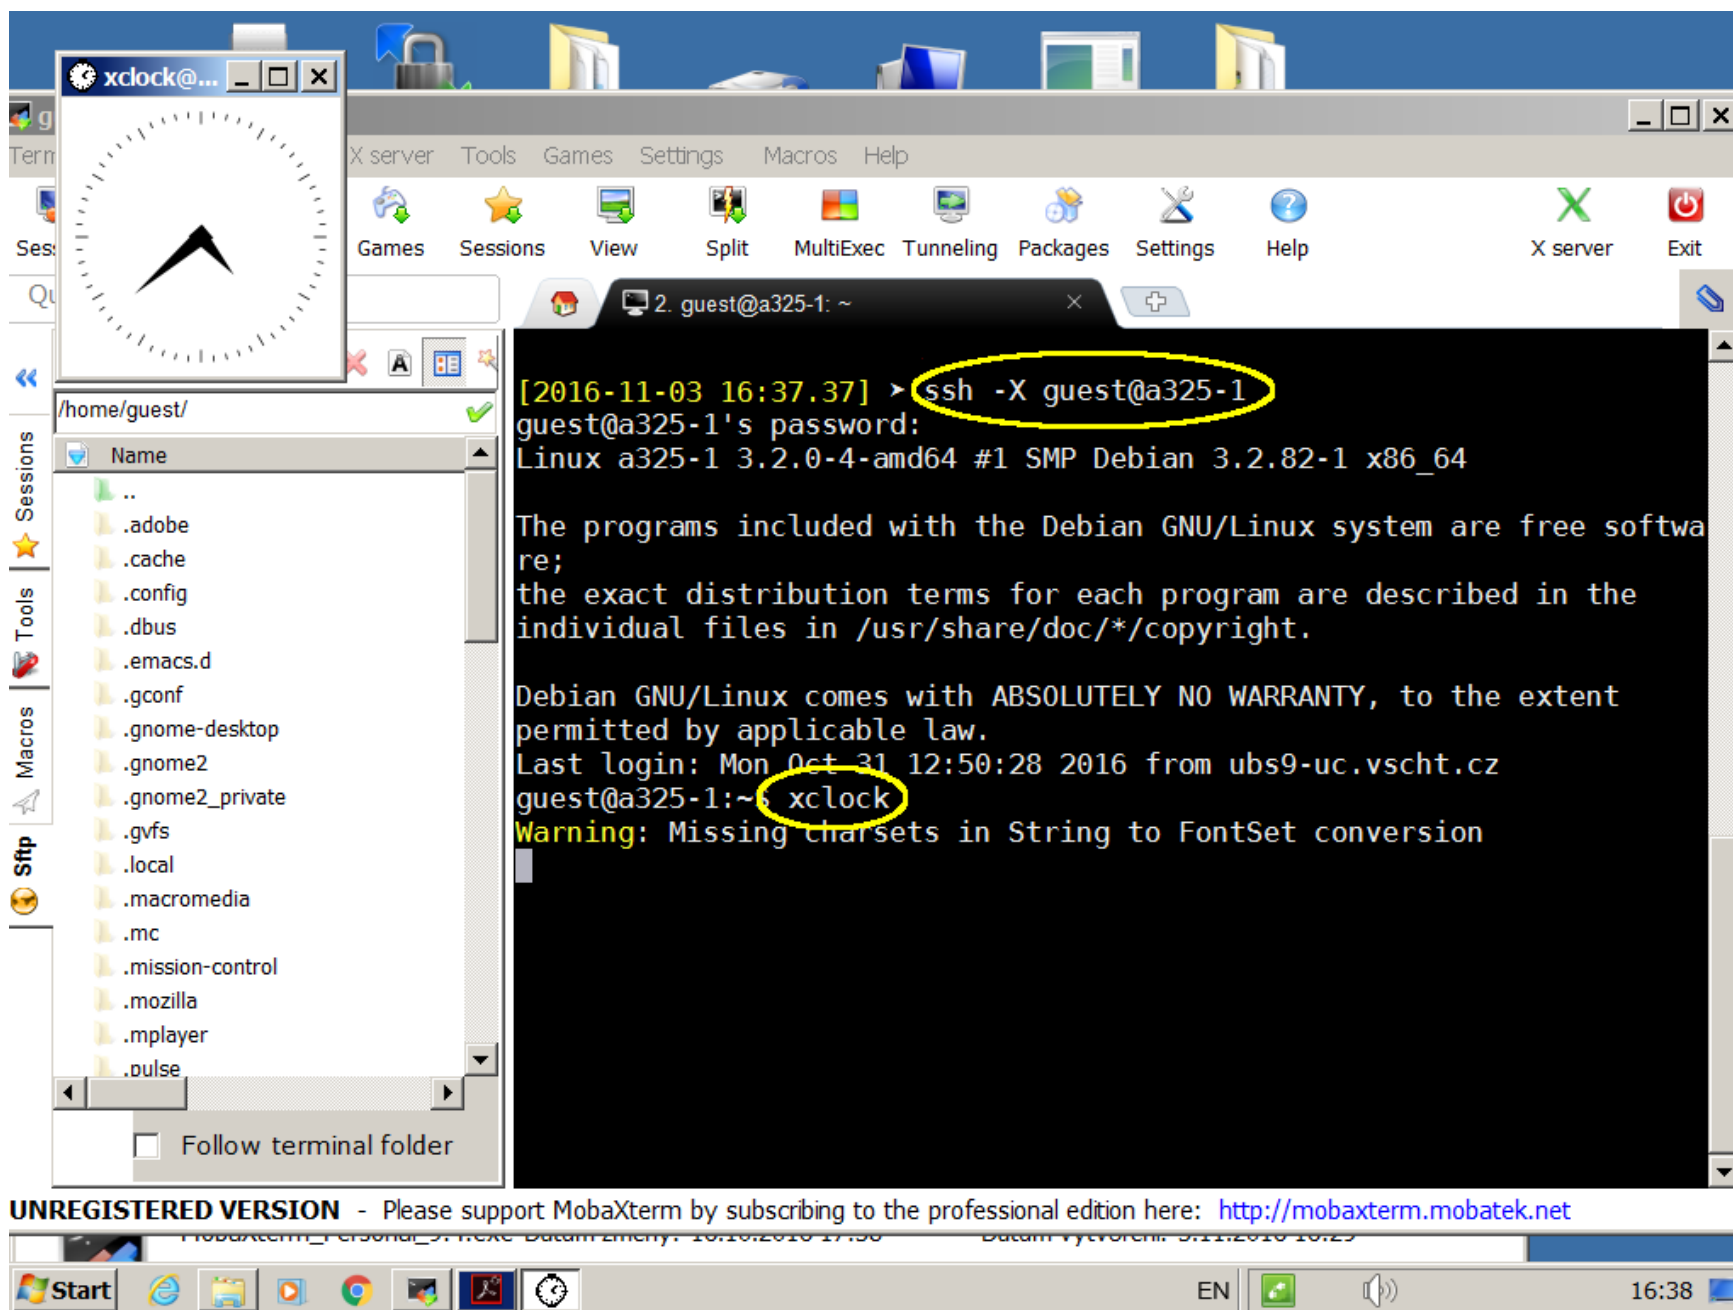 xclock@...
g
Term
X server Tools Games Settings Macros Help
Sess
Games Sessions View Split MultiExec Tunneling Packages Settings Help X server Exit
Qu
2. guest@a325-1: ~
/home/guest/
Name
..
.adobe
.cache
.config
.dbus
.emacs.d
.gconf
.gnome-desktop
.gnome2
.gnome2_private
.gvfs
.local
.macromedia
.mc
.mission-control
.mozilla
.mplayer
.pulse
Follow terminal folder
Sessions
Tools
Macros
Sftp
[2016-11-03 16:37.37] ➤ ssh -X guest@a325-1
guest@a325-1's password:
Linux a325-1 3.2.0-4-amd64 #1 SMP Debian 3.2.82-1 x86_64
The programs included with the Debian GNU/Linux system are free softwa
re;
the exact distribution terms for each program are described in the
individual files in /usr/share/doc/*/copyright.
Debian GNU/Linux comes with ABSOLUTELY NO WARRANTY, to the extent
permitted by applicable law.
Last login: Mon Oct 31 12:50:28 2016 from ubs9-uc.vscht.cz
guest@a325-1:~$ xclock
Warning: Missing charsets in String to FontSet conversion
UNREGISTERED VERSION - Please support MobaXterm by subscribing to the professional edition here: http://mobaxterm.mobatek.net
Start EN 16:38